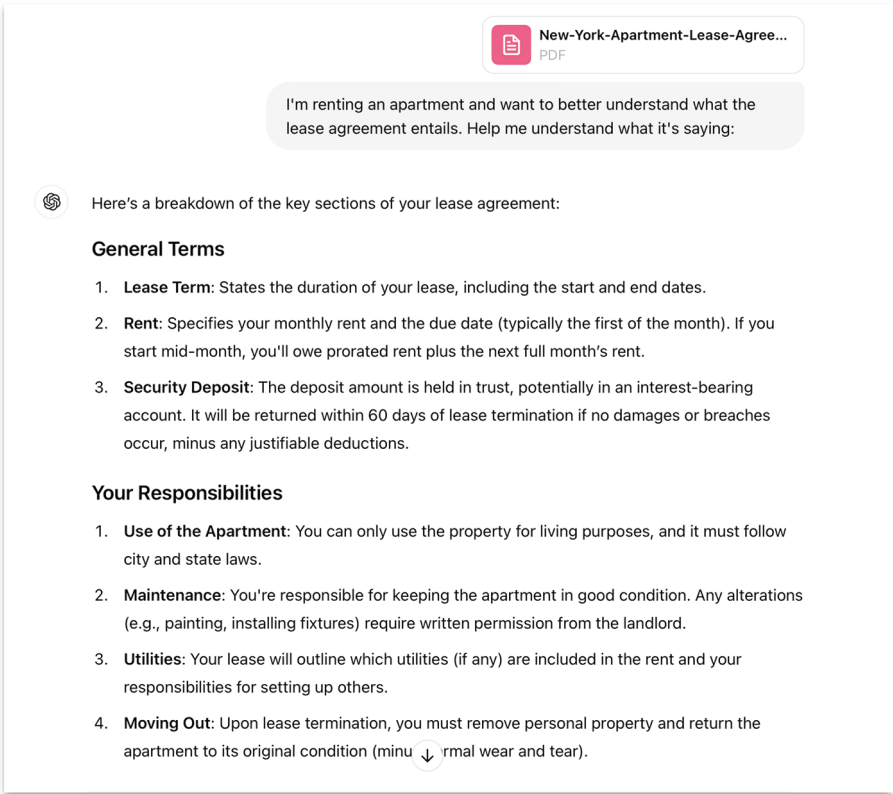 New-York-Apartment-Lease-Agree...
PDF
I'm renting an apartment and want to better understand what the
lease agreement entails. Help me understand what it's saying:
Here's a breakdown of the key sections of your lease agreement:
General Terms
1. Lease Term: States the duration of your lease, including the start and end dates.
2. Rent: Specifies your monthly rent and the due date (typically the first of the month). If you
start mid-month, you'll owe prorated rent plus the next full month's rent.
3. Security Deposit: The deposit amount is held in trust, potentially in an interest-bearing
account. It will be returned within 60 days of lease termination if no damages or breaches
occur, minus any justifiable deductions.
Your Responsibilities
1. Use of the Apartment: You can only use the property for living purposes, and it must follow
city and state laws.
2. Maintenance: You're responsible for keeping the apartment in good condition. Any alterations
(e.g., painting, installing fixtures) require written permission from the landlord.
3. Utilities: Your lease will outline which utilities (if any) are included in the rent and your
responsibilities for setting up others.
4. Moving Out: Upon lease termination, you must remove personal property and return the
apartment to its original condition (minu rmal wear and tear).